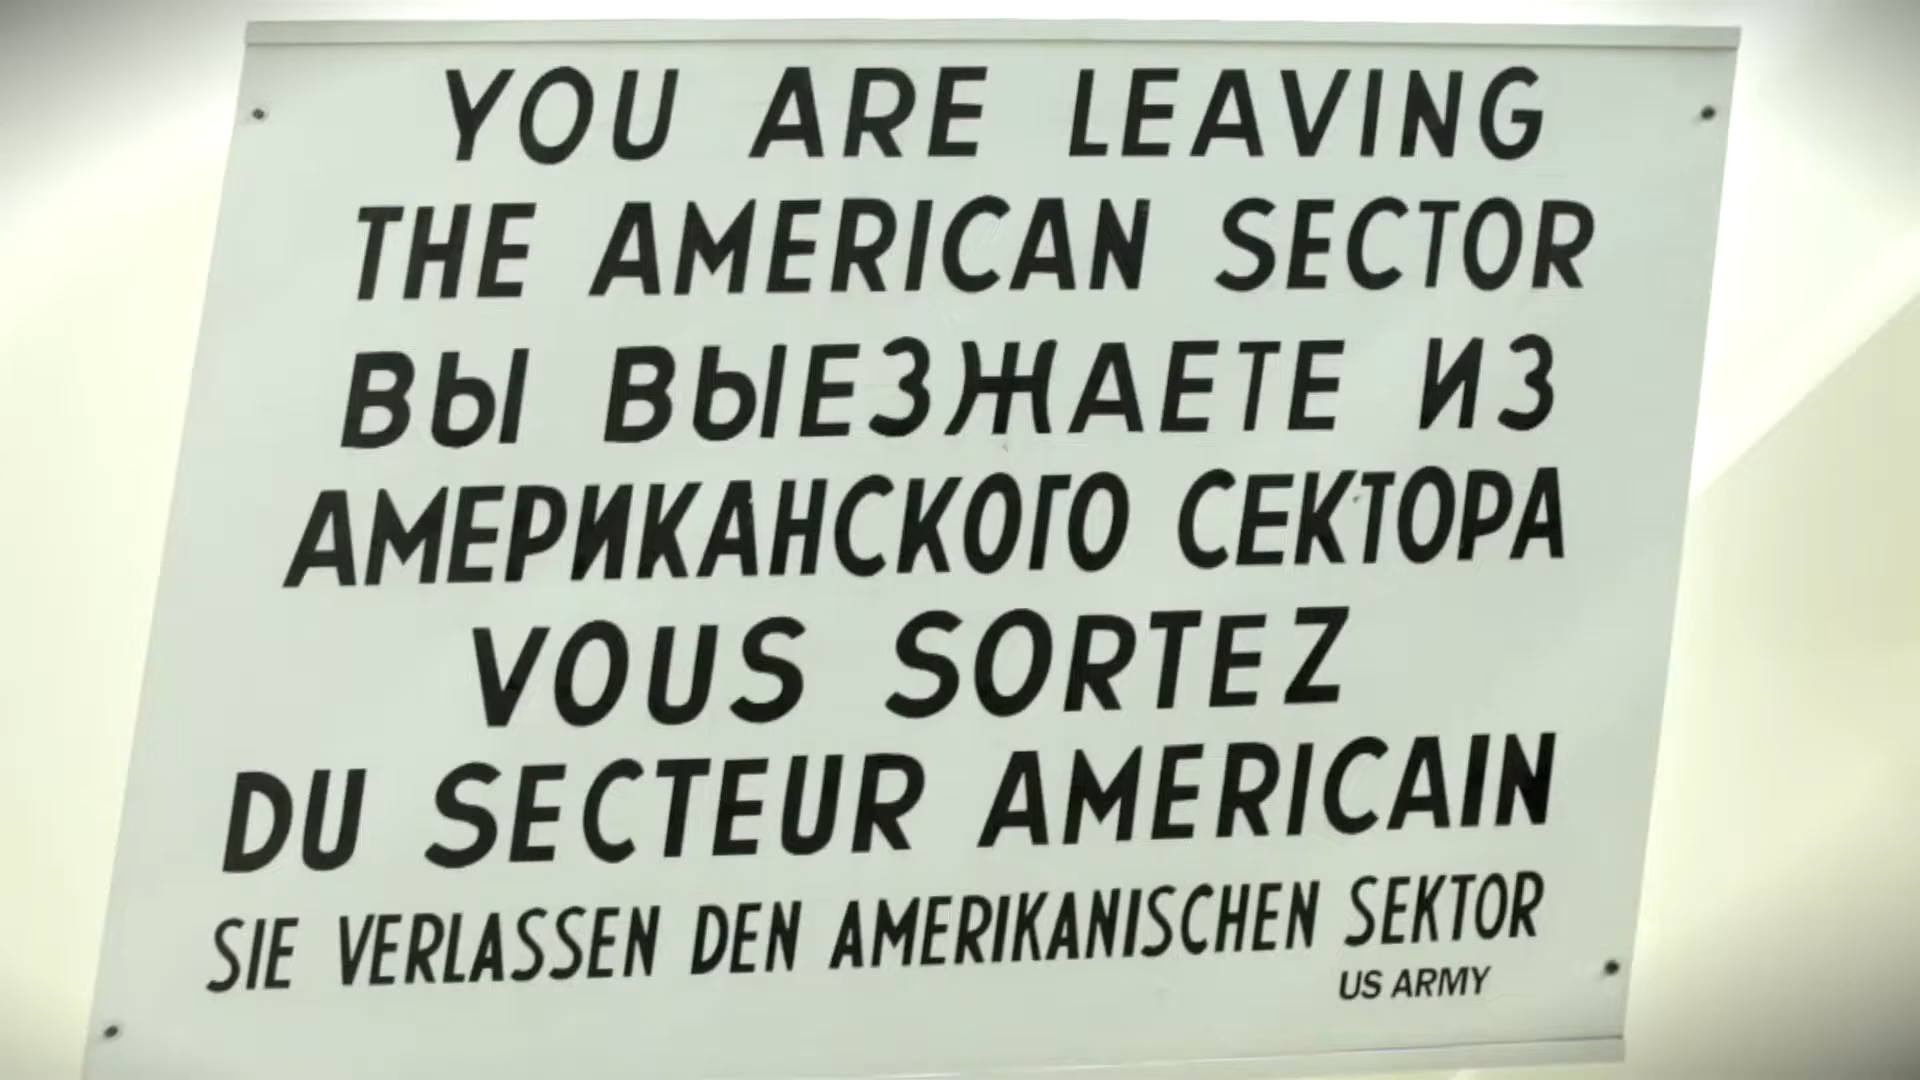 YOU ARE LEAVING
THE AMERICAN SECTOR
ВЫ ВЫЕЗЖАЕТЕ ИЗ
АМЕРИКАНСКОГО СЕКТОРА
VOUS SORTEZ
DU SECTEUR AMERICAIN
SIE VERLASSEN DEN AMERIKANISCHEN SEKTOR
US ARMY